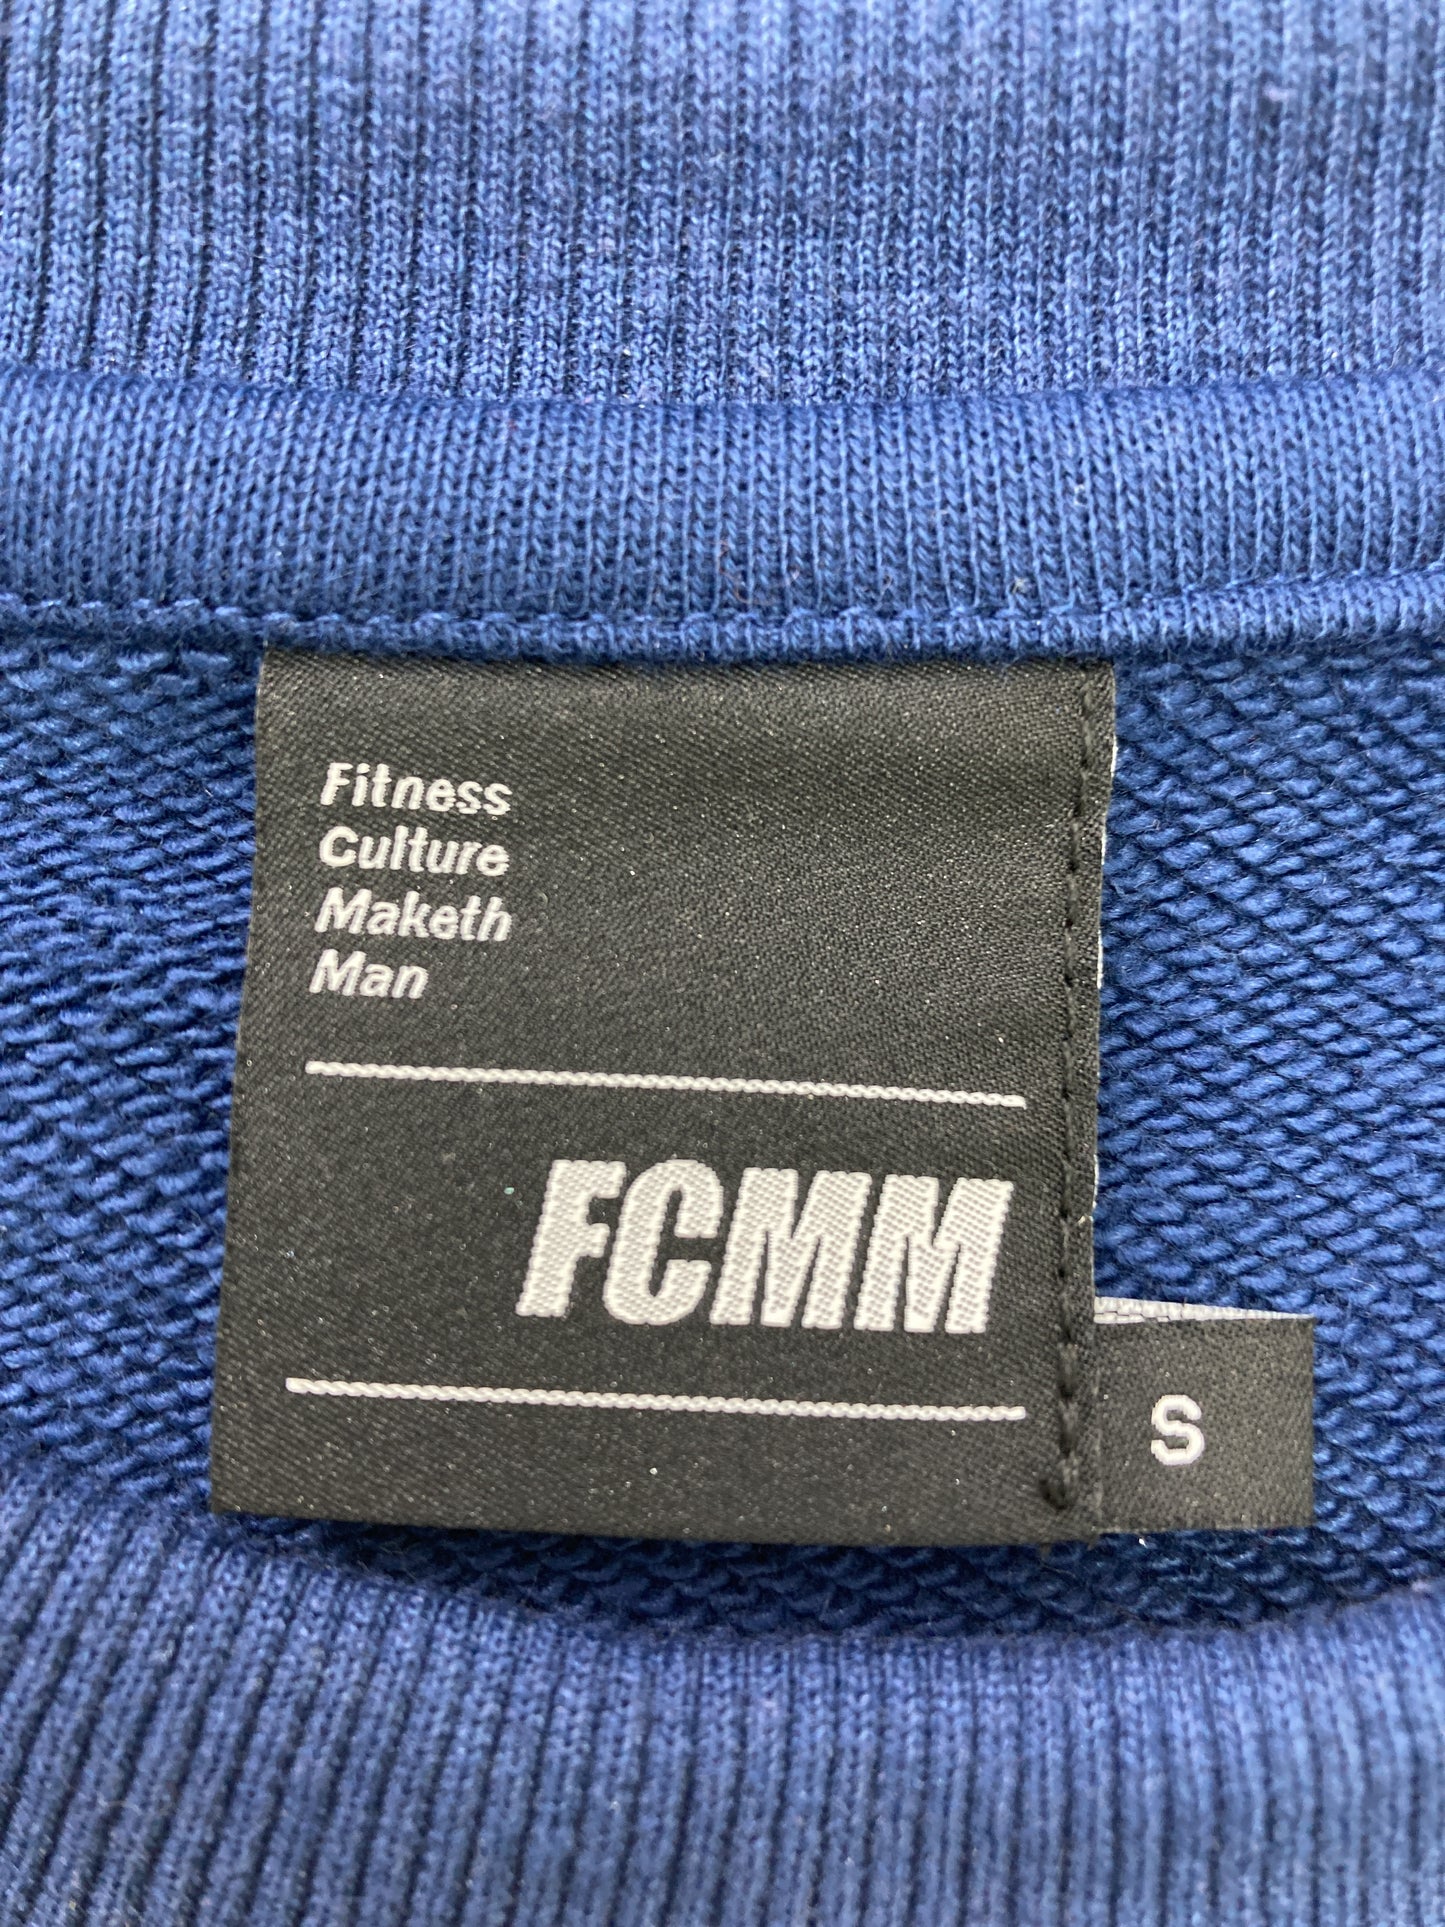 Fitness
Culture
Maketh
Man
FCMM
S